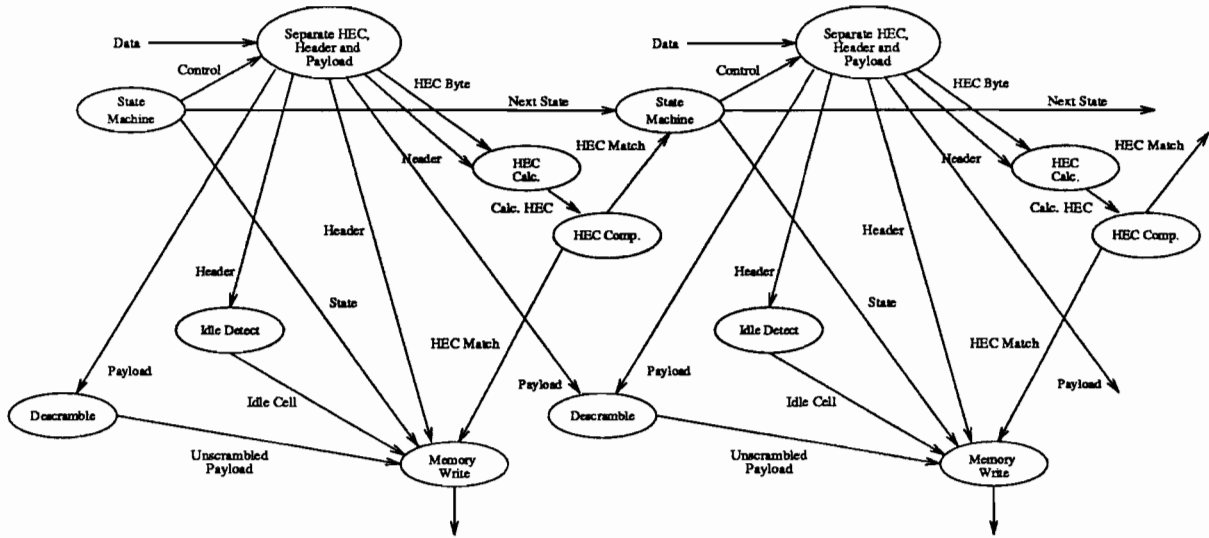 Data
Separate HEC,
Header and
Payload
Control
State
Machine
HEC Byte
Next State
Header
HEC
Calc.
HEC Match
Calc. HEC
HEC Comp.
Header
Header
State
Idle Detect
HEC Match
Payload
Payload
Descramble
Idle Cell
Unscrambled
Payload
Memory
Write
Data
Separate HEC,
Header and
Payload
Control
State
Machine
HEC Byte
Next State
Header
HEC
Calc.
HEC Match
Calc. HEC
HEC Comp.
Header
Header
State
Idle Detect
HEC Match
Payload
Payload
Descramble
Idle Cell
Unscrambled
Payload
Memory
Write